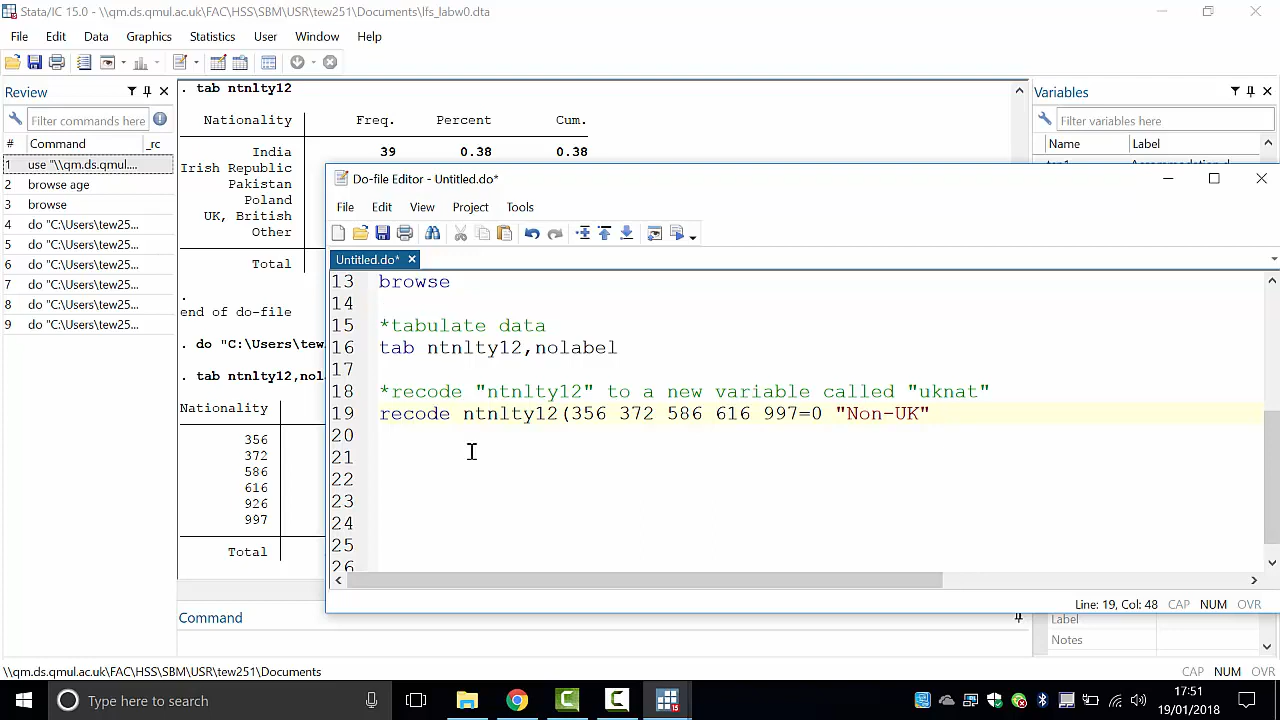 Stata/IC 15.0 - \\qm.ds.qmul.ac.uk\FAC\HSS\SBM\USR\tew251\Documents\lfs_labw0.dta
File Edit Data Graphics Statistics User Window Help
Review
Filter commands here
# Command _rc
1 use "\\qm.ds.qmul....
2 browse age
3 browse
4 do "C:\Users\tew25...
5 do "C:\Users\tew25...
6 do "C:\Users\tew25...
7 do "C:\Users\tew25...
8 do "C:\Users\tew25...
9 do "C:\Users\tew25...
. tab ntnlty12
Nationality Freq. Percent Cum.
India 39 0.38 0.38
Irish Republic
Pakistan
Poland
UK, British
Other
Total
.
end of do-file
. do "C:\Users\te
. tab ntnlty12,nol
Nationality
356
372
586
616
926
997
Total
Command
Variables
Filter variables here
Name Label
Do-file Editor - Untitled.do*
File Edit View Project Tools
Untitled.do*
13 browse
14
15 *tabulate data
16 tab ntnlty12,nolabel
17
18 *recode "ntnlty12" to a new variable called "uknat"
19 recode ntnlty12(356 372 586 616 997=0 "Non-UK"
20
21
22
23
24
25
26
Line: 19, Col: 48 CAP NUM OVR
Label
Notes
\\qm.ds.qmul.ac.uk\FAC\HSS\SBM\USR\tew251\Documents
CAP NUM OVR
Type here to search
15
17:51
19/01/2018